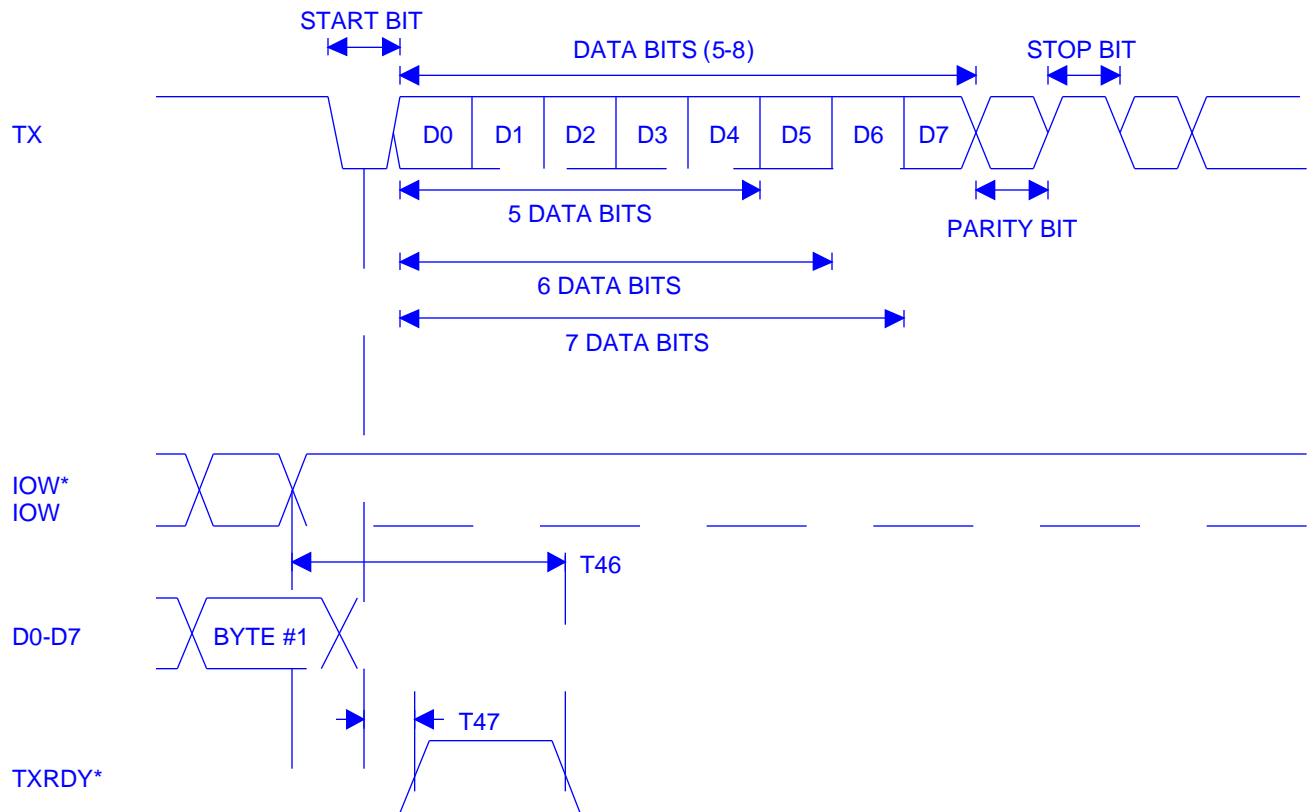 START BIT
DATA BITS (5-8)
STOP BIT
TX
D0 D1 D2 D3 D4 D5 D6 D7
5 DATA BITS
PARITY BIT
6 DATA BITS
7 DATA BITS
IOW*
IOW
T46
D0-D7
BYTE #1
T47
TXRDY*